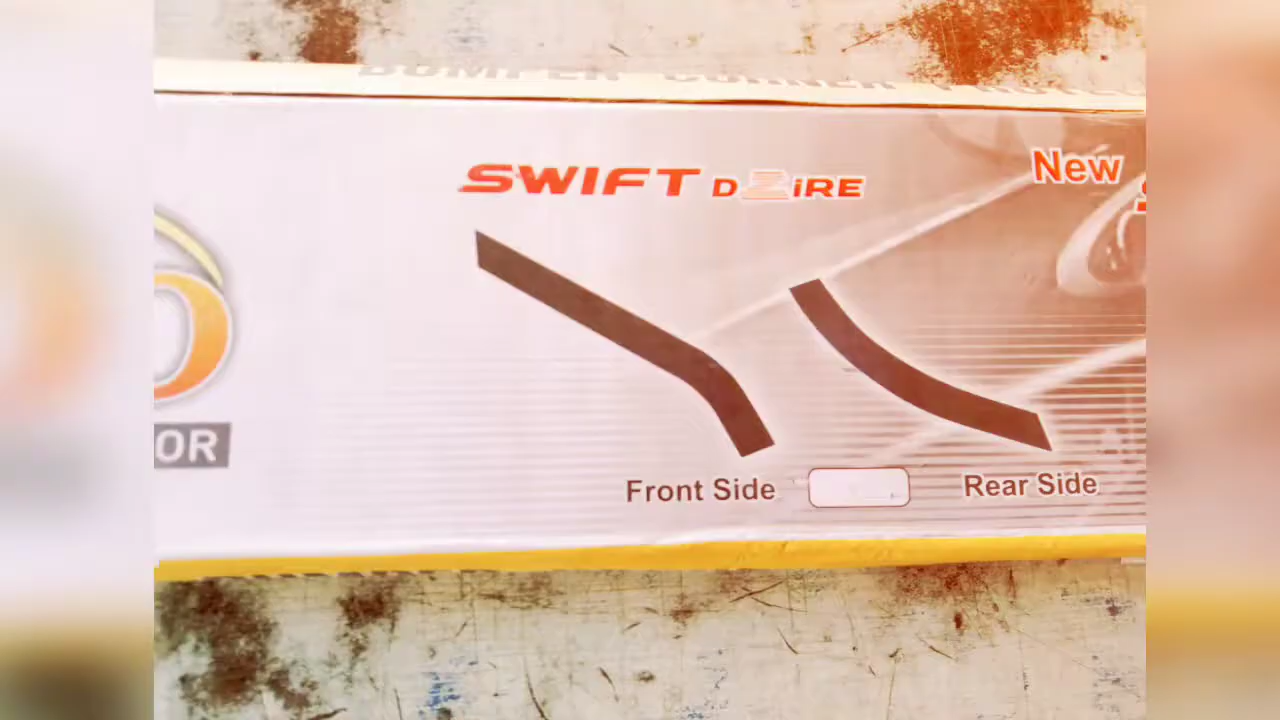 BUMPER CORNER
SWIFT DZiRE
New
OR
Front Side
Rear Side